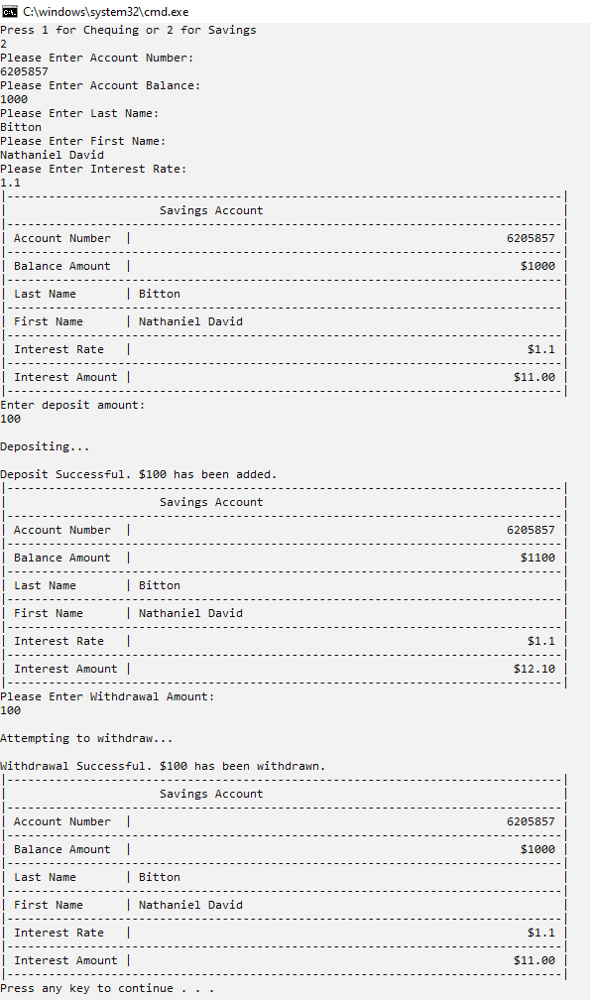 C:\windows\system32\cmd.exe
Press 1 for Chequing or 2 for Savings
2
Please Enter Account Number:
6205857
Please Enter Account Balance:
1000
Please Enter Last Name:
Bitton
Please Enter First Name:
Nathaniel David
Please Enter Interest Rate:
1.1
|--------------------------------------------------------------------------------|
| Savings Account |
|--------------------------------------------------------------------------------|
| Account Number | 6205857 |
|--------------------------------------------------------------------------------|
| Balance Amount | $1000 |
|--------------------------------------------------------------------------------|
| Last Name | Bitton |
|--------------------------------------------------------------------------------|
| First Name | Nathaniel David |
|--------------------------------------------------------------------------------|
| Interest Rate | $1.1 |
|--------------------------------------------------------------------------------|
| Interest Amount | $11.00 |
|--------------------------------------------------------------------------------|
Enter deposit amount:
100
Depositing...
Deposit Successful. $100 has been added.
|--------------------------------------------------------------------------------|
| Savings Account |
|--------------------------------------------------------------------------------|
| Account Number | 6205857 |
|--------------------------------------------------------------------------------|
| Balance Amount | $1100 |
|--------------------------------------------------------------------------------|
| Last Name | Bitton |
|--------------------------------------------------------------------------------|
| First Name | Nathaniel David |
|--------------------------------------------------------------------------------|
| Interest Rate | $1.1 |
|--------------------------------------------------------------------------------|
| Interest Amount | $12.10 |
|--------------------------------------------------------------------------------|
Please Enter Withdrawal Amount:
100
Attempting to withdraw...
Withdrawal Successful. $100 has been withdrawn.
|--------------------------------------------------------------------------------|
| Savings Account |
|--------------------------------------------------------------------------------|
| Account Number | 6205857 |
|--------------------------------------------------------------------------------|
| Balance Amount | $1000 |
|--------------------------------------------------------------------------------|
| Last Name | Bitton |
|--------------------------------------------------------------------------------|
| First Name | Nathaniel David |
|--------------------------------------------------------------------------------|
| Interest Rate | $1.1 |
|--------------------------------------------------------------------------------|
| Interest Amount | $11.00 |
|--------------------------------------------------------------------------------|
Press any key to continue . . .